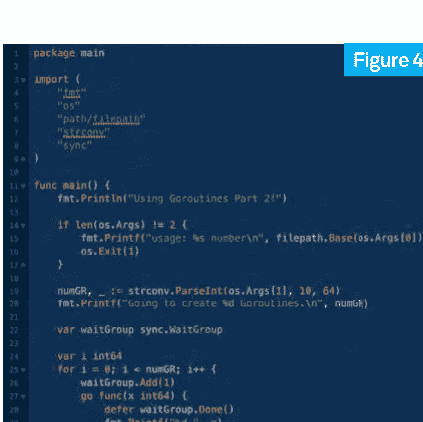 Figure 4
1 package main
2
3 import (
4 "fmt"
5 "os"
6 "path/filepath"
7 "strconv"
8 "sync"
9 )
10
11 func main() {
12 fmt.Println("Using Goroutines Part 2!")
13
14 if len(os.Args) != 2 {
15 fmt.Printf("usage: %s number\n", filepath.Base(os.Args[0])
16 os.Exit(1)
17 }
18
19 numGR, _ := strconv.ParseInt(os.Args[1], 10, 64)
20 fmt.Printf("Going to create %d Goroutines.\n", numGR)
21
22 var waitGroup sync.WaitGroup
23
24 var i int64
25 for i = 0; i < numGR; i++ {
26 waitGroup.Add(1)
27 go func(x int64) {
28 defer waitGroup.Done()
fmt.Printf("%d ", x)